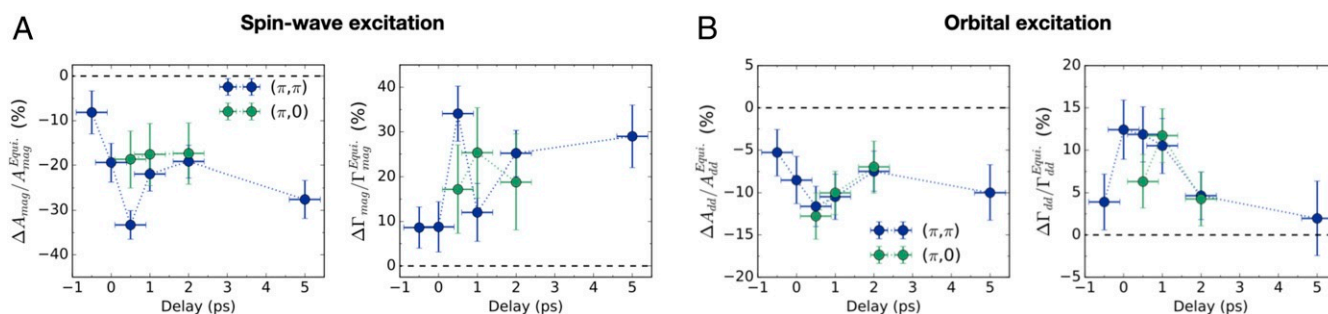 A
Spin-wave excitation
B
Orbital excitation
ΔA_mag/A_mag^Equi. (%)
0
−10
−20
−30
−40
(π,π)
(π,0)
−1 0 1 2 3 4 5
Delay (ps)
ΔΓ_mag/Γ_mag^Equi. (%)
40
30
20
10
0
−1 0 1 2 3 4 5
Delay (ps)
ΔA_dd/A_dd^Equi. (%)
5
0
−5
−10
−15
−20
(π,π)
(π,0)
−1 0 1 2 3 4 5
Delay (ps)
ΔΓ_dd/Γ_dd^Equi. (%)
20
15
10
5
0
−5
−1 0 1 2 3 4 5
Delay (ps)